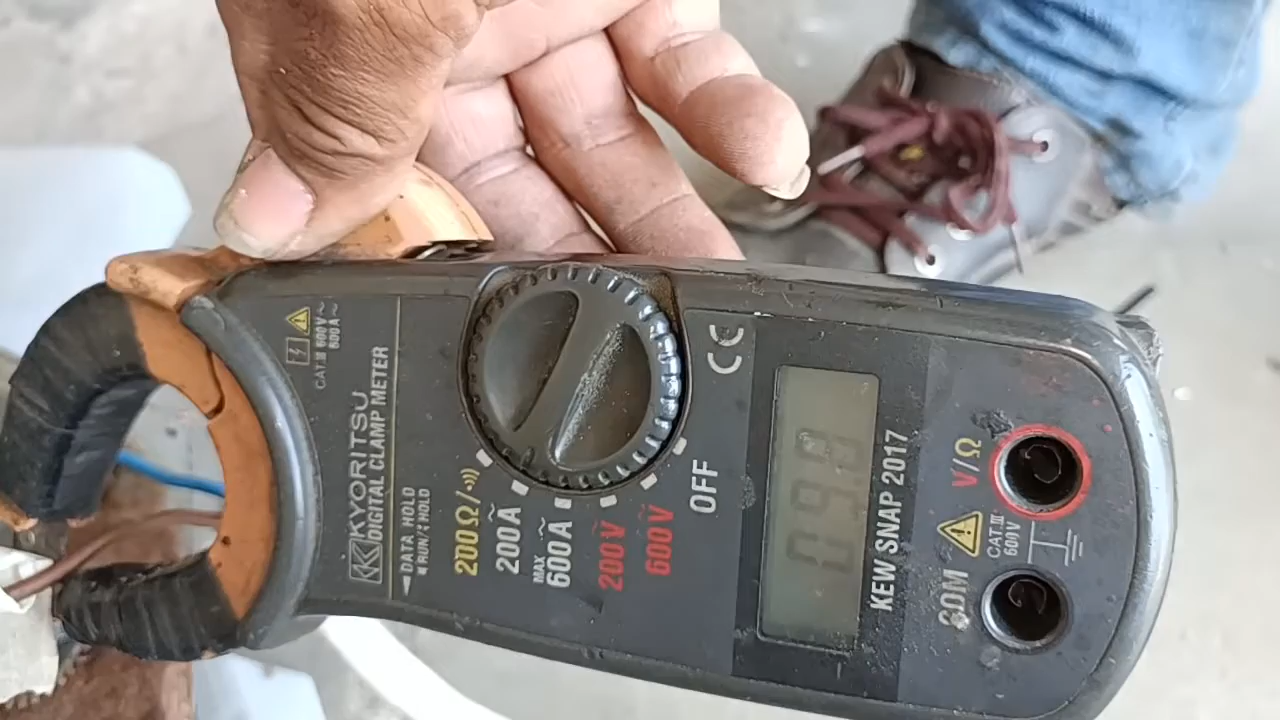 CAT.III 600V~
600A~
KYORITSU
DIGITAL CLAMP METER
DATA HOLD
RUN/HOLD
200Ω/
200A~
MAX
600A~
200V~
600V~
OFF
CE
KEW SNAP 2017
V/Ω
CAT.III
600V
COM